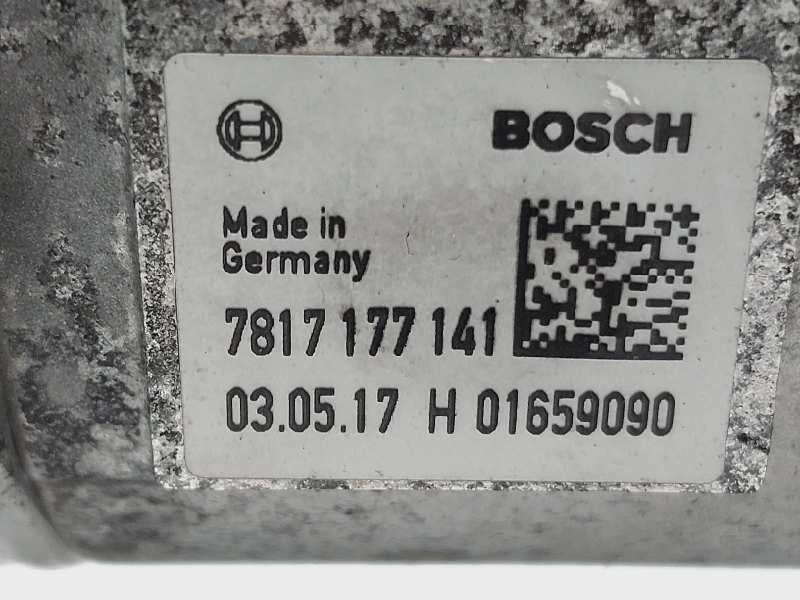 BOSCH
Made in
Germany
7817 177 141
03.05.17 H 01659090